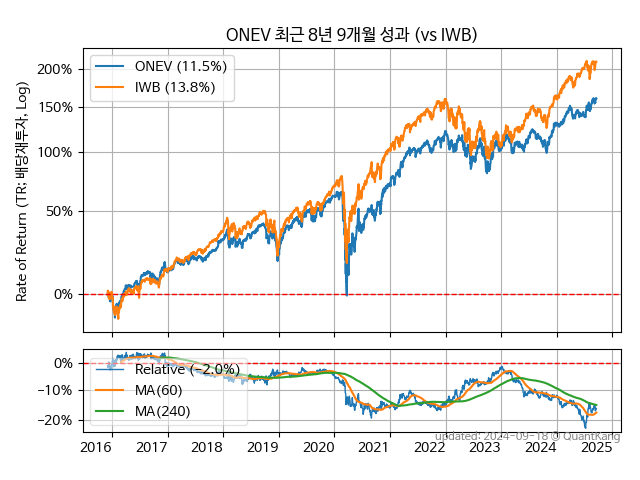 ONEV 최근 8년 9개월 성과 (vs IWB)
Rate of Return (TR: 배당재투자, Log)
200%
150%
100%
50%
0%
ONEV (11.5%)
IWB (13.8%)
0%
−10%
−20%
Relative (−2.0%)
MA(60)
MA(240)
updated: 2024-09-18 © QuantKang
2016 2017 2018 2019 2020 2021 2022 2023 2024 2025